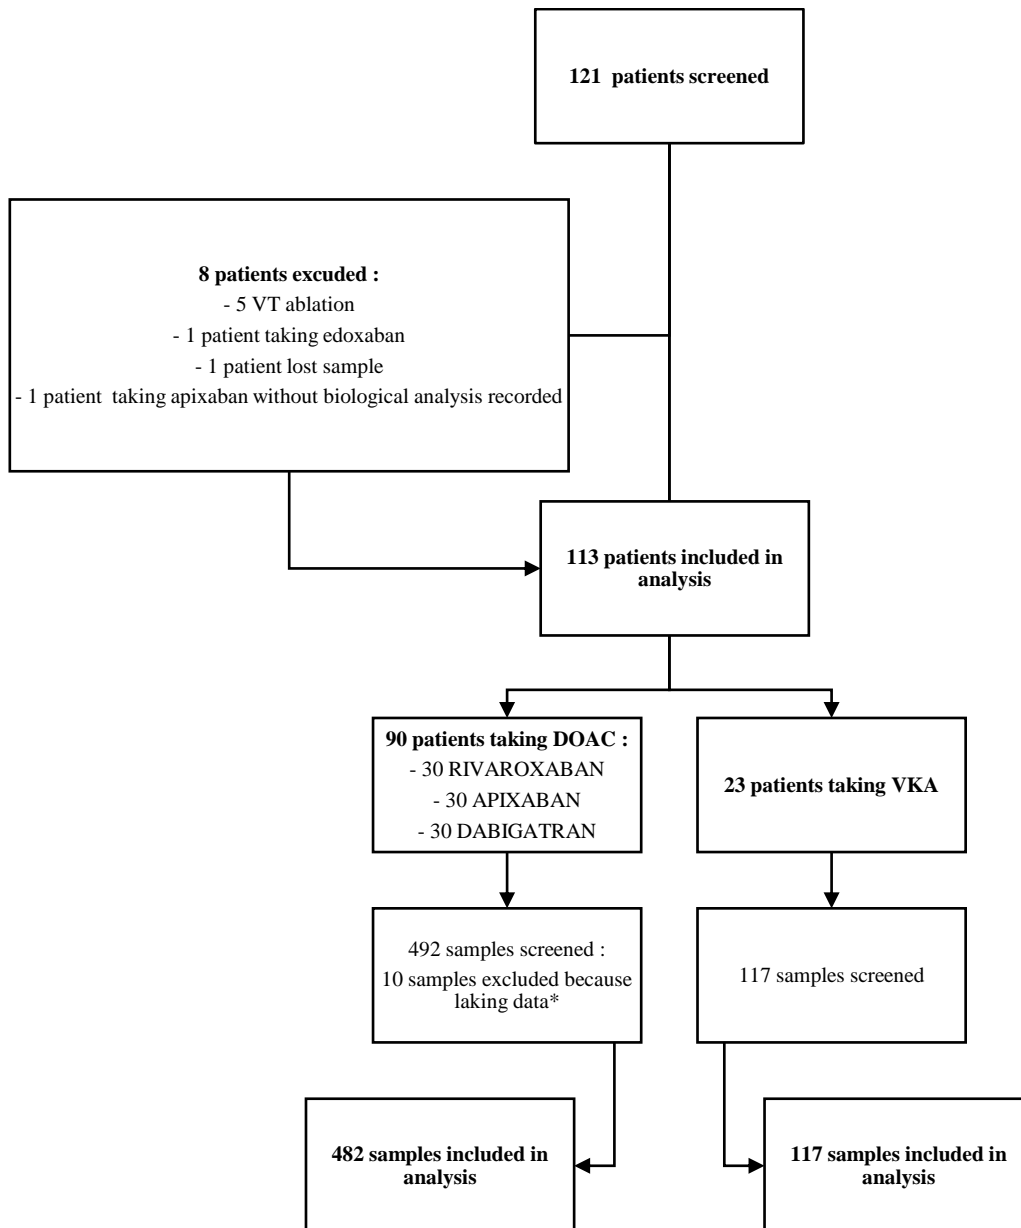 121 patients screened
8 patients excuded :
- 5 VT ablation
- 1 patient taking edoxaban
- 1 patient lost sample
- 1 patient taking apixaban without biological analysis recorded
113 patients included in
analysis
90 patients taking DOAC :
- 30 RIVAROXABAN
- 30 APIXABAN
- 30 DABIGATRAN
23 patients taking VKA
492 samples screened :
10 samples excluded because
laking data*
117 samples screened
482 samples included in
analysis
117 samples included in
analysis